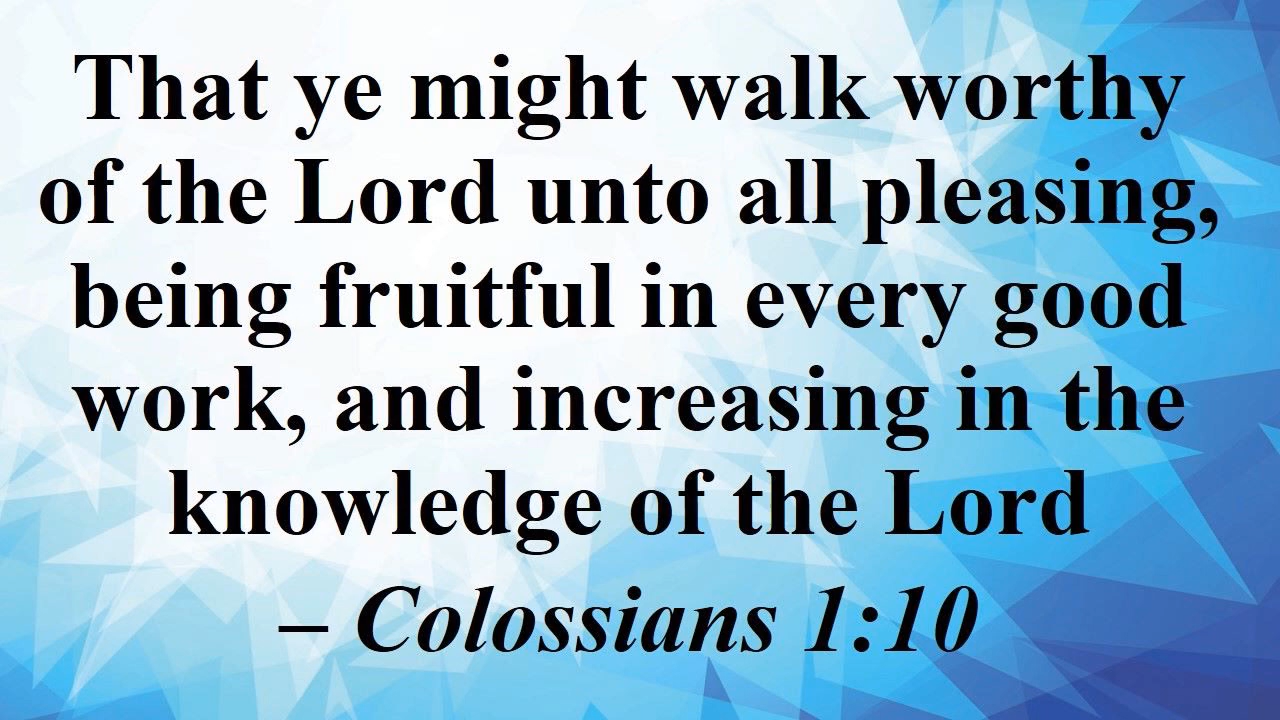 That ye might walk worthy
of the Lord unto all pleasing,
being fruitful in every good
work, and increasing in the
knowledge of the Lord
– Colossians 1:10